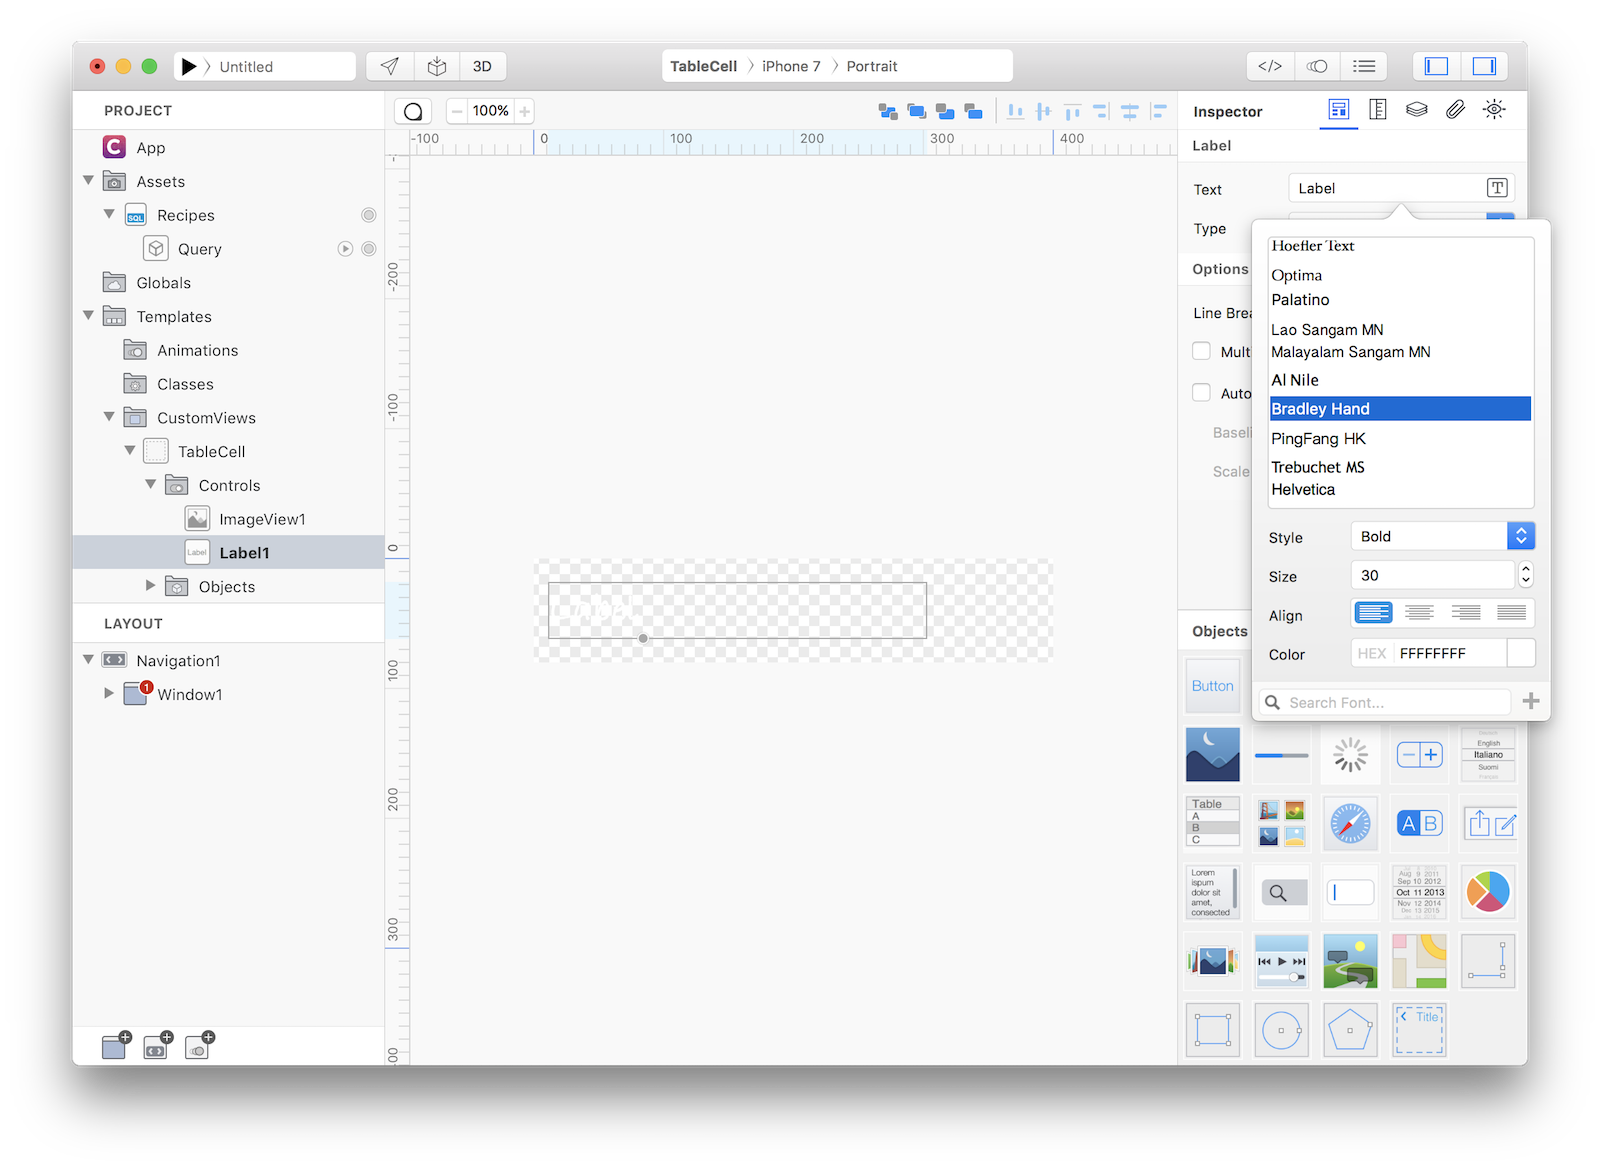 Untitled
3D
TableCell
iPhone 7
Portrait
</>
PROJECT
App
Assets
SQL
Recipes
Query
Globals
Templates
Animations
Classes
CustomViews
TableCell
Controls
ImageView1
Label
Label1
Objects
LAYOUT
Navigation1
1
Window1
100%
-100
0
100
200
300
400
-200
-100
0
100
200
300
Inspector
Label
Text
Label
T
Type
Options
Line Brea
Mult
Auto
Baseli
Scale
Hoefler Text
Optima
Palatino
Lao Sangam MN
Malayalam Sangam MN
Al Nile
Bradley Hand
PingFang HK
Trebuchet MS
Helvetica
Style
Bold
Size
30
Align
Color
HEX
FFFFFFFF
Search Font...
Objects
Button
English
Italiano
Suomi
Table
A
B
C
A B
Lorem
ispum
dolor sit
amet,
consected
Aug 9 2011
Sep 10 2012
Oct 11 2013
Nov 12 2014
Dec 13 2015
Title